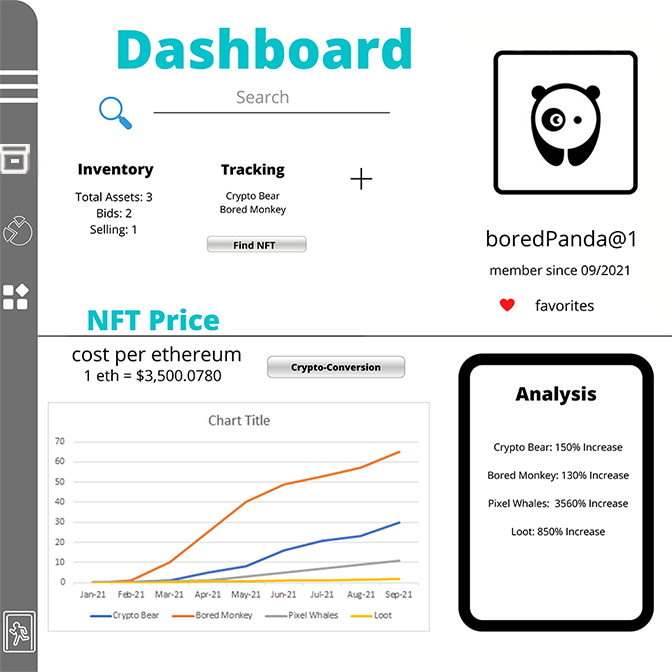 Dashboard
Search
Inventory
Total Assets: 3
Bids: 2
Selling: 1
Tracking
Crypto Bear
Bored Monkey
Find NFT
boredPanda@1
member since 09/2021
favorites
NFT Price
cost per ethereum
1 eth = $3,500.0780
Crypto-Conversion
Chart Title
70
60
50
40
30
20
10
0
Jan-21 Feb-21 Mar-21 Apr-21 May-21 Jun-21 Jul-21 Aug-21 Sep-21
Crypto Bear Bored Monkey Pixel Whales Loot
Analysis
Crypto Bear: 150% Increase
Bored Monkey: 130% Increase
Pixel Whales: 3560% Increase
Loot: 850% Increase